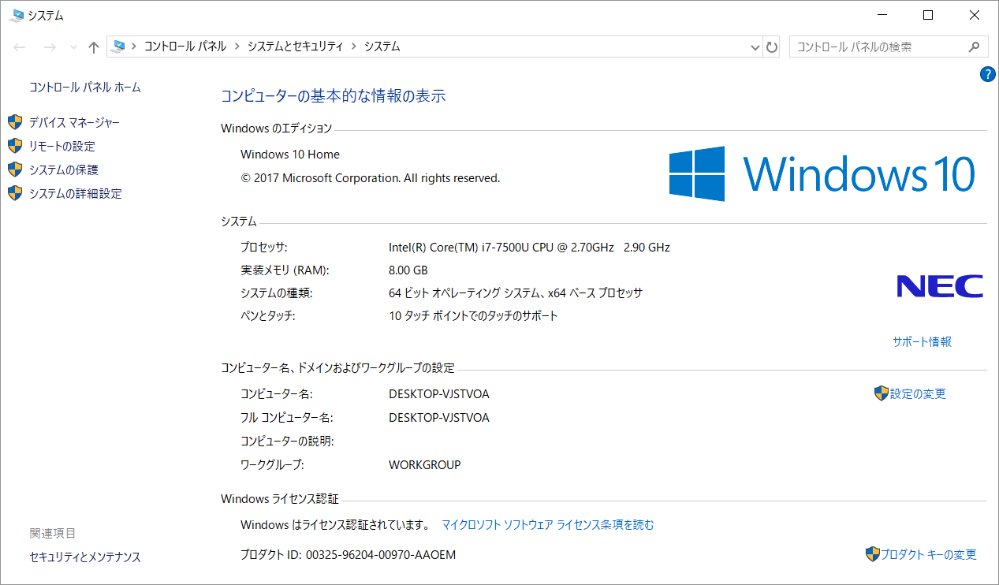 システム
コントロール パネル › システムとセキュリティ › システム
コントロール パネルの検索
?
コントロール パネル ホーム
デバイス マネージャー
リモートの設定
システムの保護
システムの詳細設定
コンピューターの基本的な情報の表示
Windows のエディション
Windows 10 Home
© 2017 Microsoft Corporation. All rights reserved.
Windows 10
システム
プロセッサ: Intel(R) Core(TM) i7-7500U CPU @ 2.70GHz 2.90 GHz
実装メモリ (RAM): 8.00 GB
システムの種類: 64 ビット オペレーティング システム、x64 ベース プロセッサ
ペンとタッチ: 10 タッチ ポイントでのタッチのサポート
NEC
サポート情報
コンピューター名、ドメインおよびワークグループの設定
コンピューター名: DESKTOP-VJSTVOA
設定の変更
フル コンピューター名: DESKTOP-VJSTVOA
コンピューターの説明:
ワークグループ: WORKGROUP
Windows ライセンス認証
Windows はライセンス認証されています。 マイクロソフト ソフトウェア ライセンス条項を読む
プロダクト ID: 00325-96204-00970-AAOEM
プロダクト キーの変更
関連項目
セキュリティとメンテナンス